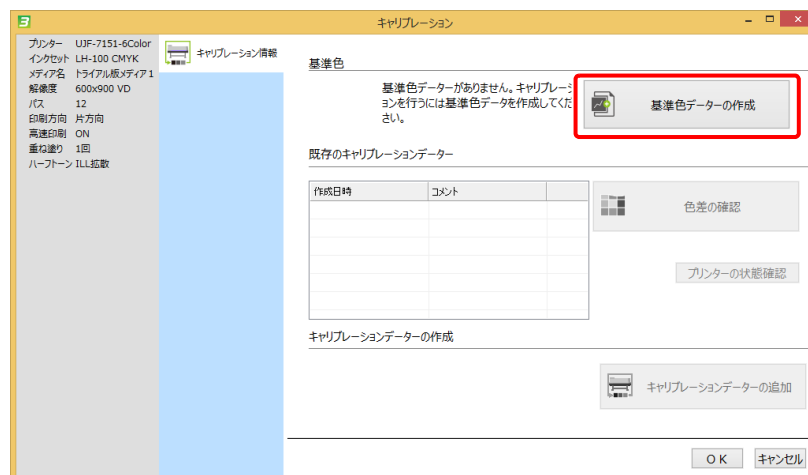 キャリブレーション
プリンター UJF-7151-6Color
インクセット LH-100 CMYK
メディア名 トライアル版メディア1
解像度 600x900 VD
パス 12
印刷方向 片方向
高速印刷 ON
重ね塗り 1回
ハーフトーン ILL拡散
キャリブレーション情報
基準色
基準色データーがありません。キャリブレーシ
ョンを行うには基準色データを作成してくだ
さい。
基準色データーの作成
既存のキャリブレーションデーター
作成日時 コメント
色差の確認
プリンターの状態確認
キャリブレーションデーターの作成
キャリブレーションデーターの追加
OK キャンセル